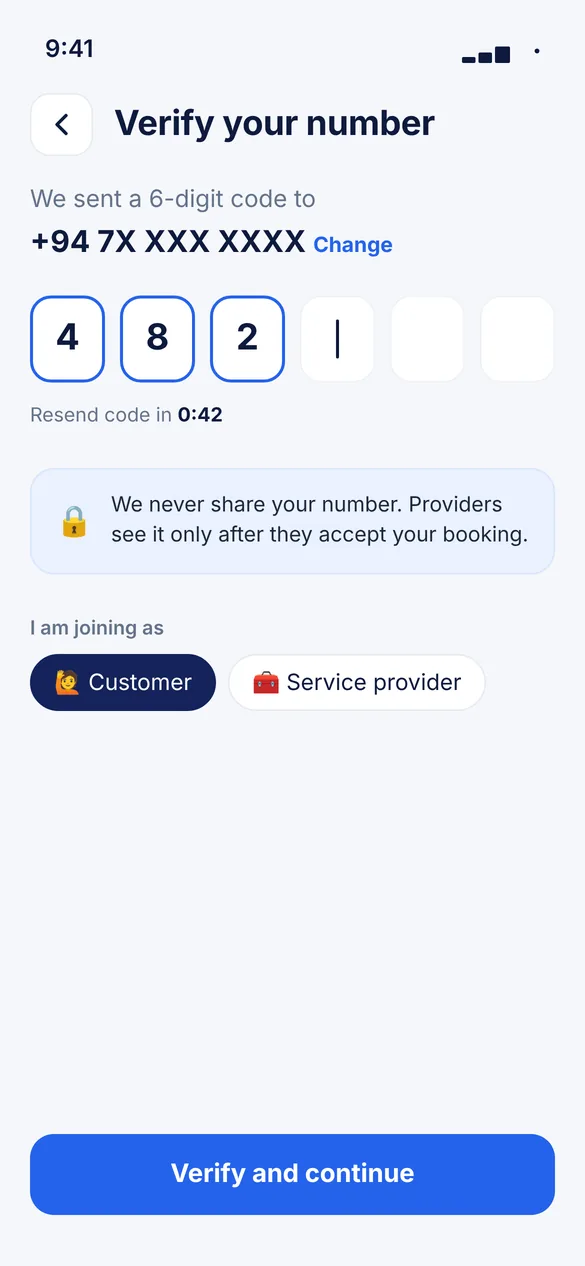 9:41
Verify your number
We sent a 6-digit code to
+94 7X XXX XXXX Change
4 8 2
Resend code in 0:42
We never share your number. Providers
see it only after they accept your booking.
I am joining as
Customer Service provider
Verify and continue